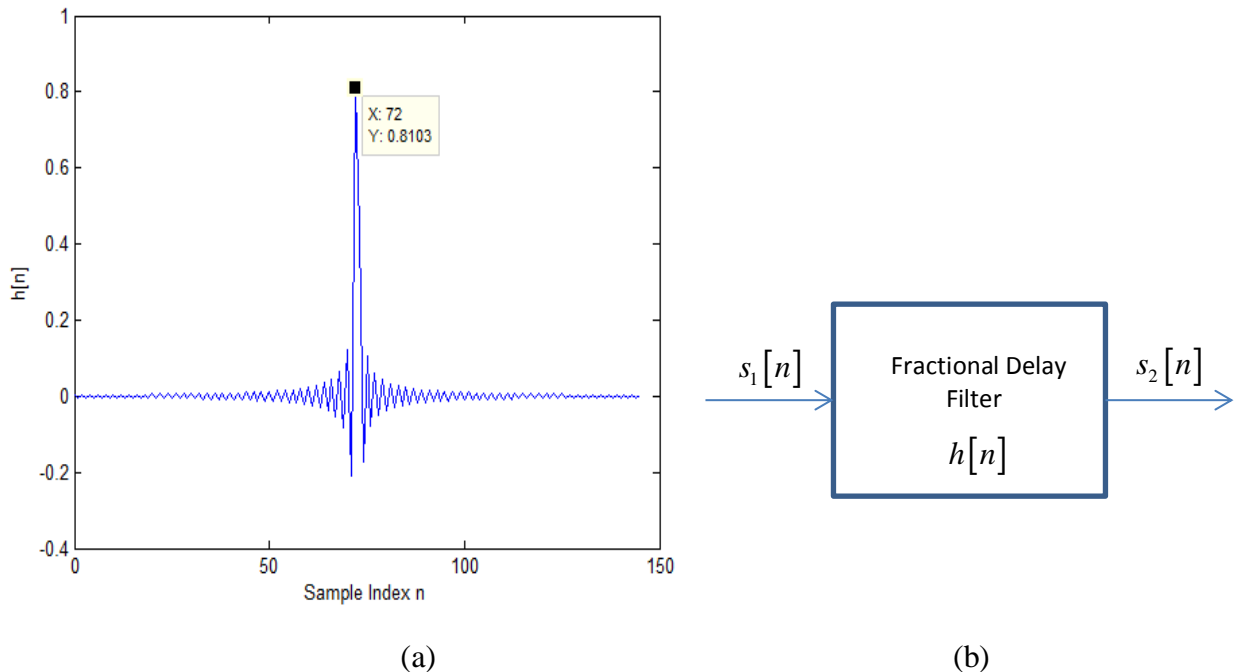 1
0.8
0.6
0.4
0.2
0
-0.2
-0.4
h[n]
X: 72
Y: 0.8103
0
50
100
150
Sample Index n
(a)
s₁[n]
Fractional Delay
Filter
h[n]
s₂[n]
(b)